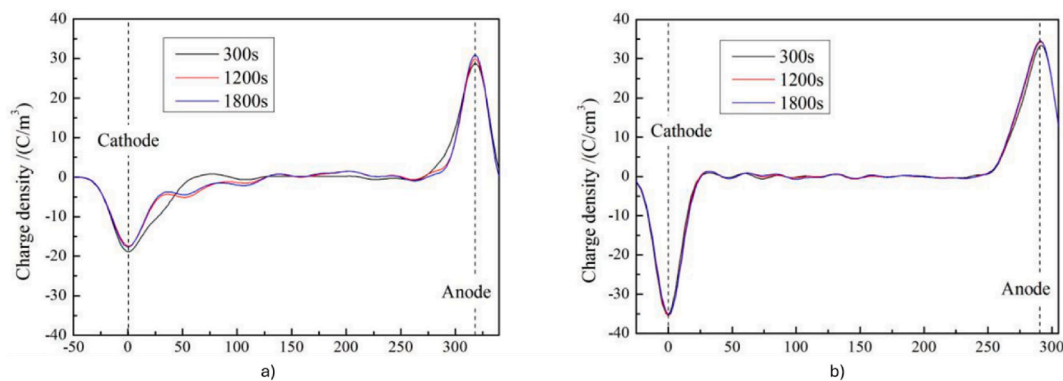 40
30
20
10
0
-10
-20
-30
-40
Charge density /(C/m³)
300s
1200s
1800s
Cathode
Anode
-50 0 50 100 150 200 250 300
a)
40
30
20
10
0
-10
-20
-30
-40
Charge density /(C/cm³)
300s
1200s
1800s
Cathode
Anode
0 50 100 150 200 250 300
b)